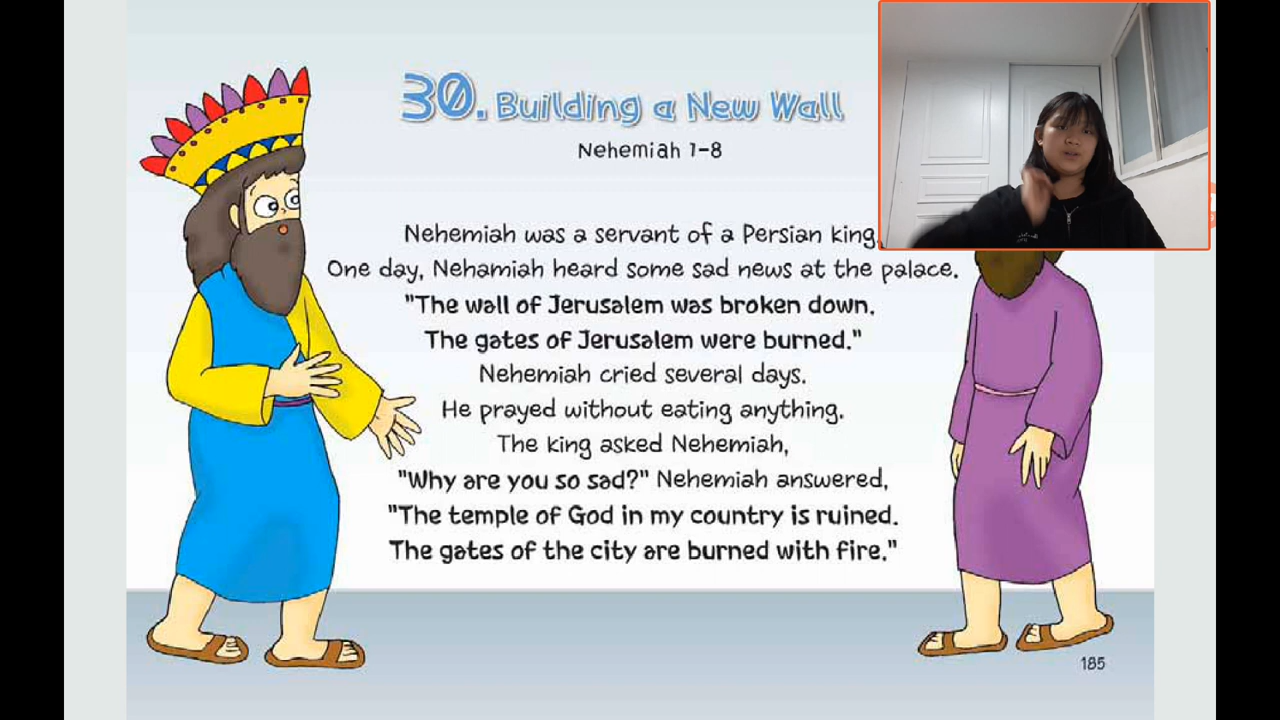 30. Building a New Wall
Nehemiah 1-8
Nehemiah was a servant of a Persian king.
One day, Nehamiah heard some sad news at the palace.
"The wall of Jerusalem was broken down.
The gates of Jerusalem were burned."
Nehemiah cried several days.
He prayed without eating anything.
The king asked Nehemiah,
"Why are you so sad?" Nehemiah answered,
"The temple of God in my country is ruined.
The gates of the city are burned with fire."
185